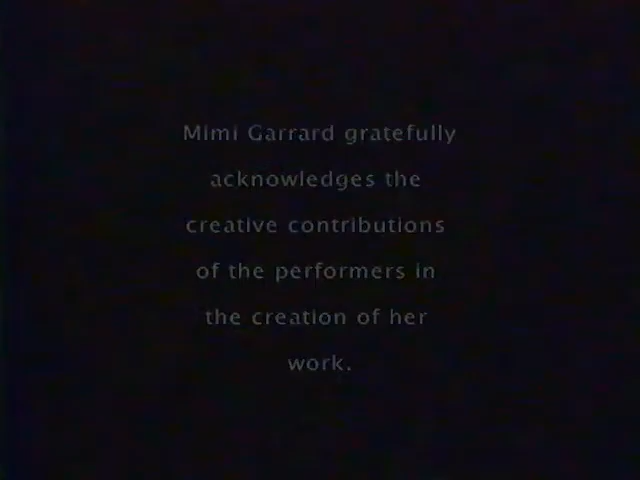 Mimi Garrard gratefully
acknowledges the
creative contributions
of the performers in
the creation of her
work.